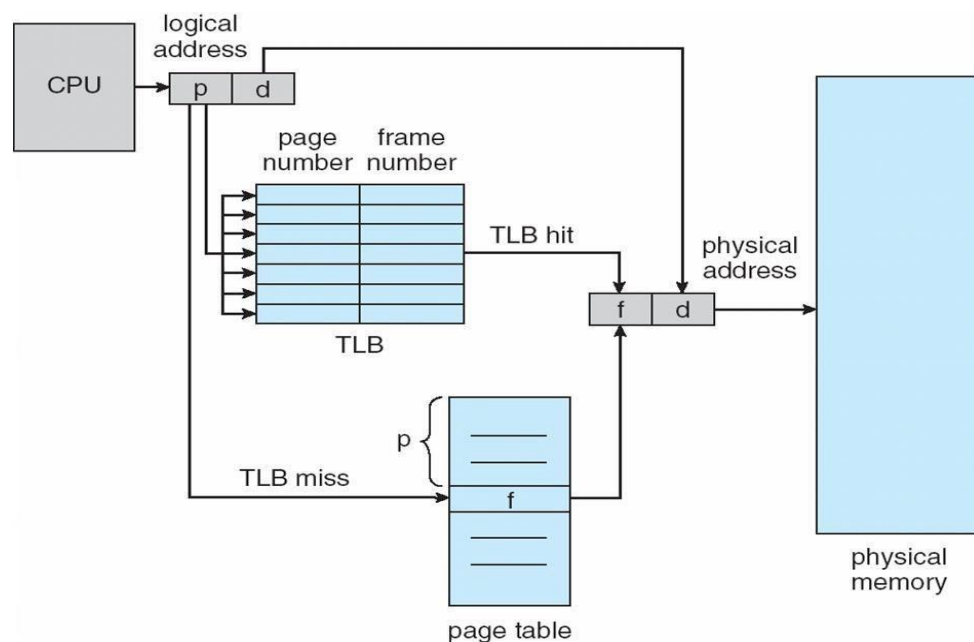 logical
address
CPU
p
d
page
number
frame
number
TLB hit
physical
address
f
d
TLB
p
TLB miss
f
page table
physical
memory